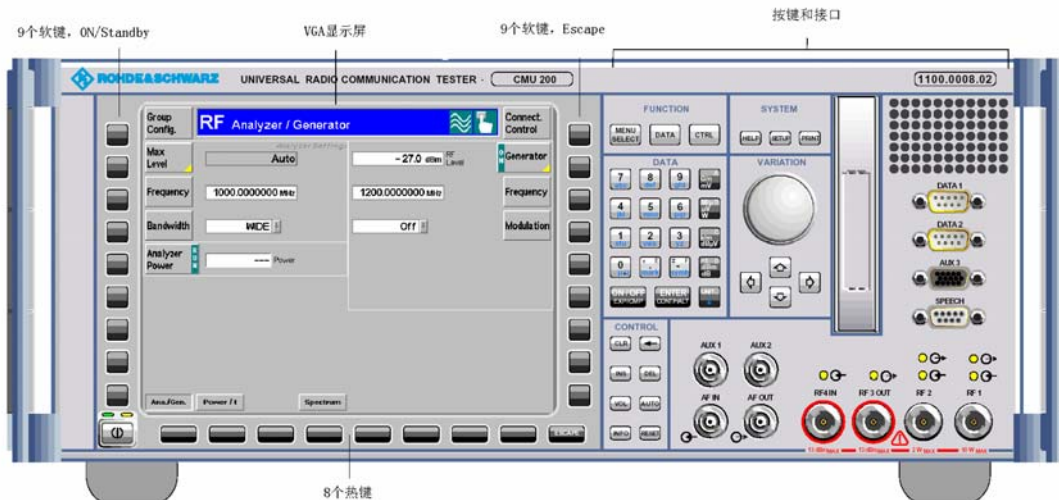 按键和接口
9个软键，ON/Standby
VGA显示屏
9个软键，Escape
ROHDE&SCHWARZ
UNIVERSAL RADIO COMMUNICATION TESTER ·
CMU 200
1100.0008.02
Group Config.
RF Analyzer / Generator
Connect. Control
Max Level
Analyzer Settings
Auto
- 27.0 dBm
RF Level
Generator
Frequency
1000.0000000 MHz
1200.0000000 MHz
Frequency
Bandwidth
WIDE
Off
Modulation
Analyzer Power
RUN
---- Power
Ana./Gen.
Power / t
Spectrum
ESCAPE
8个热键
FUNCTION
MENU SELECT
DATA
CTRL
SYSTEM
HELP
SETUP
PRINT
DATA
7
8
9
4
5
6
1
2
3
0
ON/OFF
ENTER
UNIT
VARIATION
CONTROL
CLR
INS
DEL
VOL
AUTO
INFO
RESET
AUX 1
AUX 2
AF IN
AF OUT
DATA 1
DATA 2
AUX 3
SPEECH
RF4 IN
RF 3 OUT
RF 2
RF 1
2 W MAX